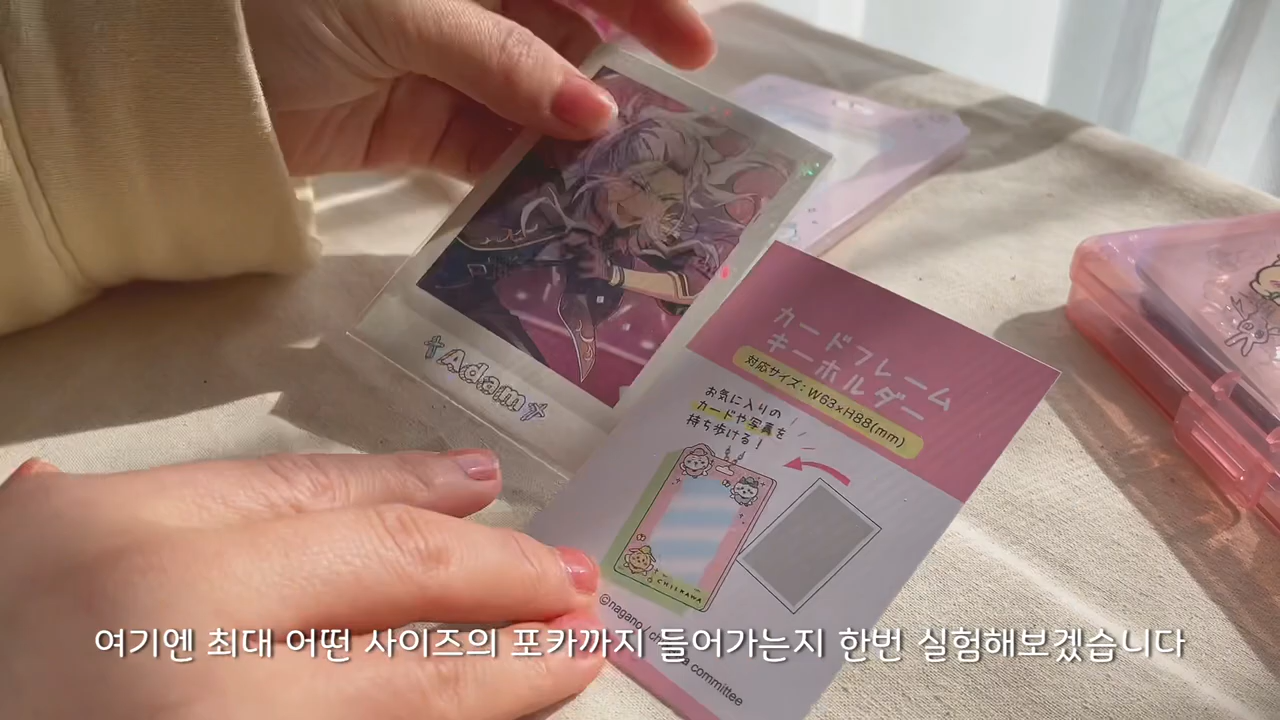 †Adam†
カードフレーム
キーホルダー
対応サイズ：W63×H88(mm)
お気に入りの
カードや写真を
持ち歩ける！
CHIIKAWA
©nagano / chiikawa committee
여기엔 최대 어떤 사이즈의 포카까지 들어가는지 한번 실험해보겠습니다